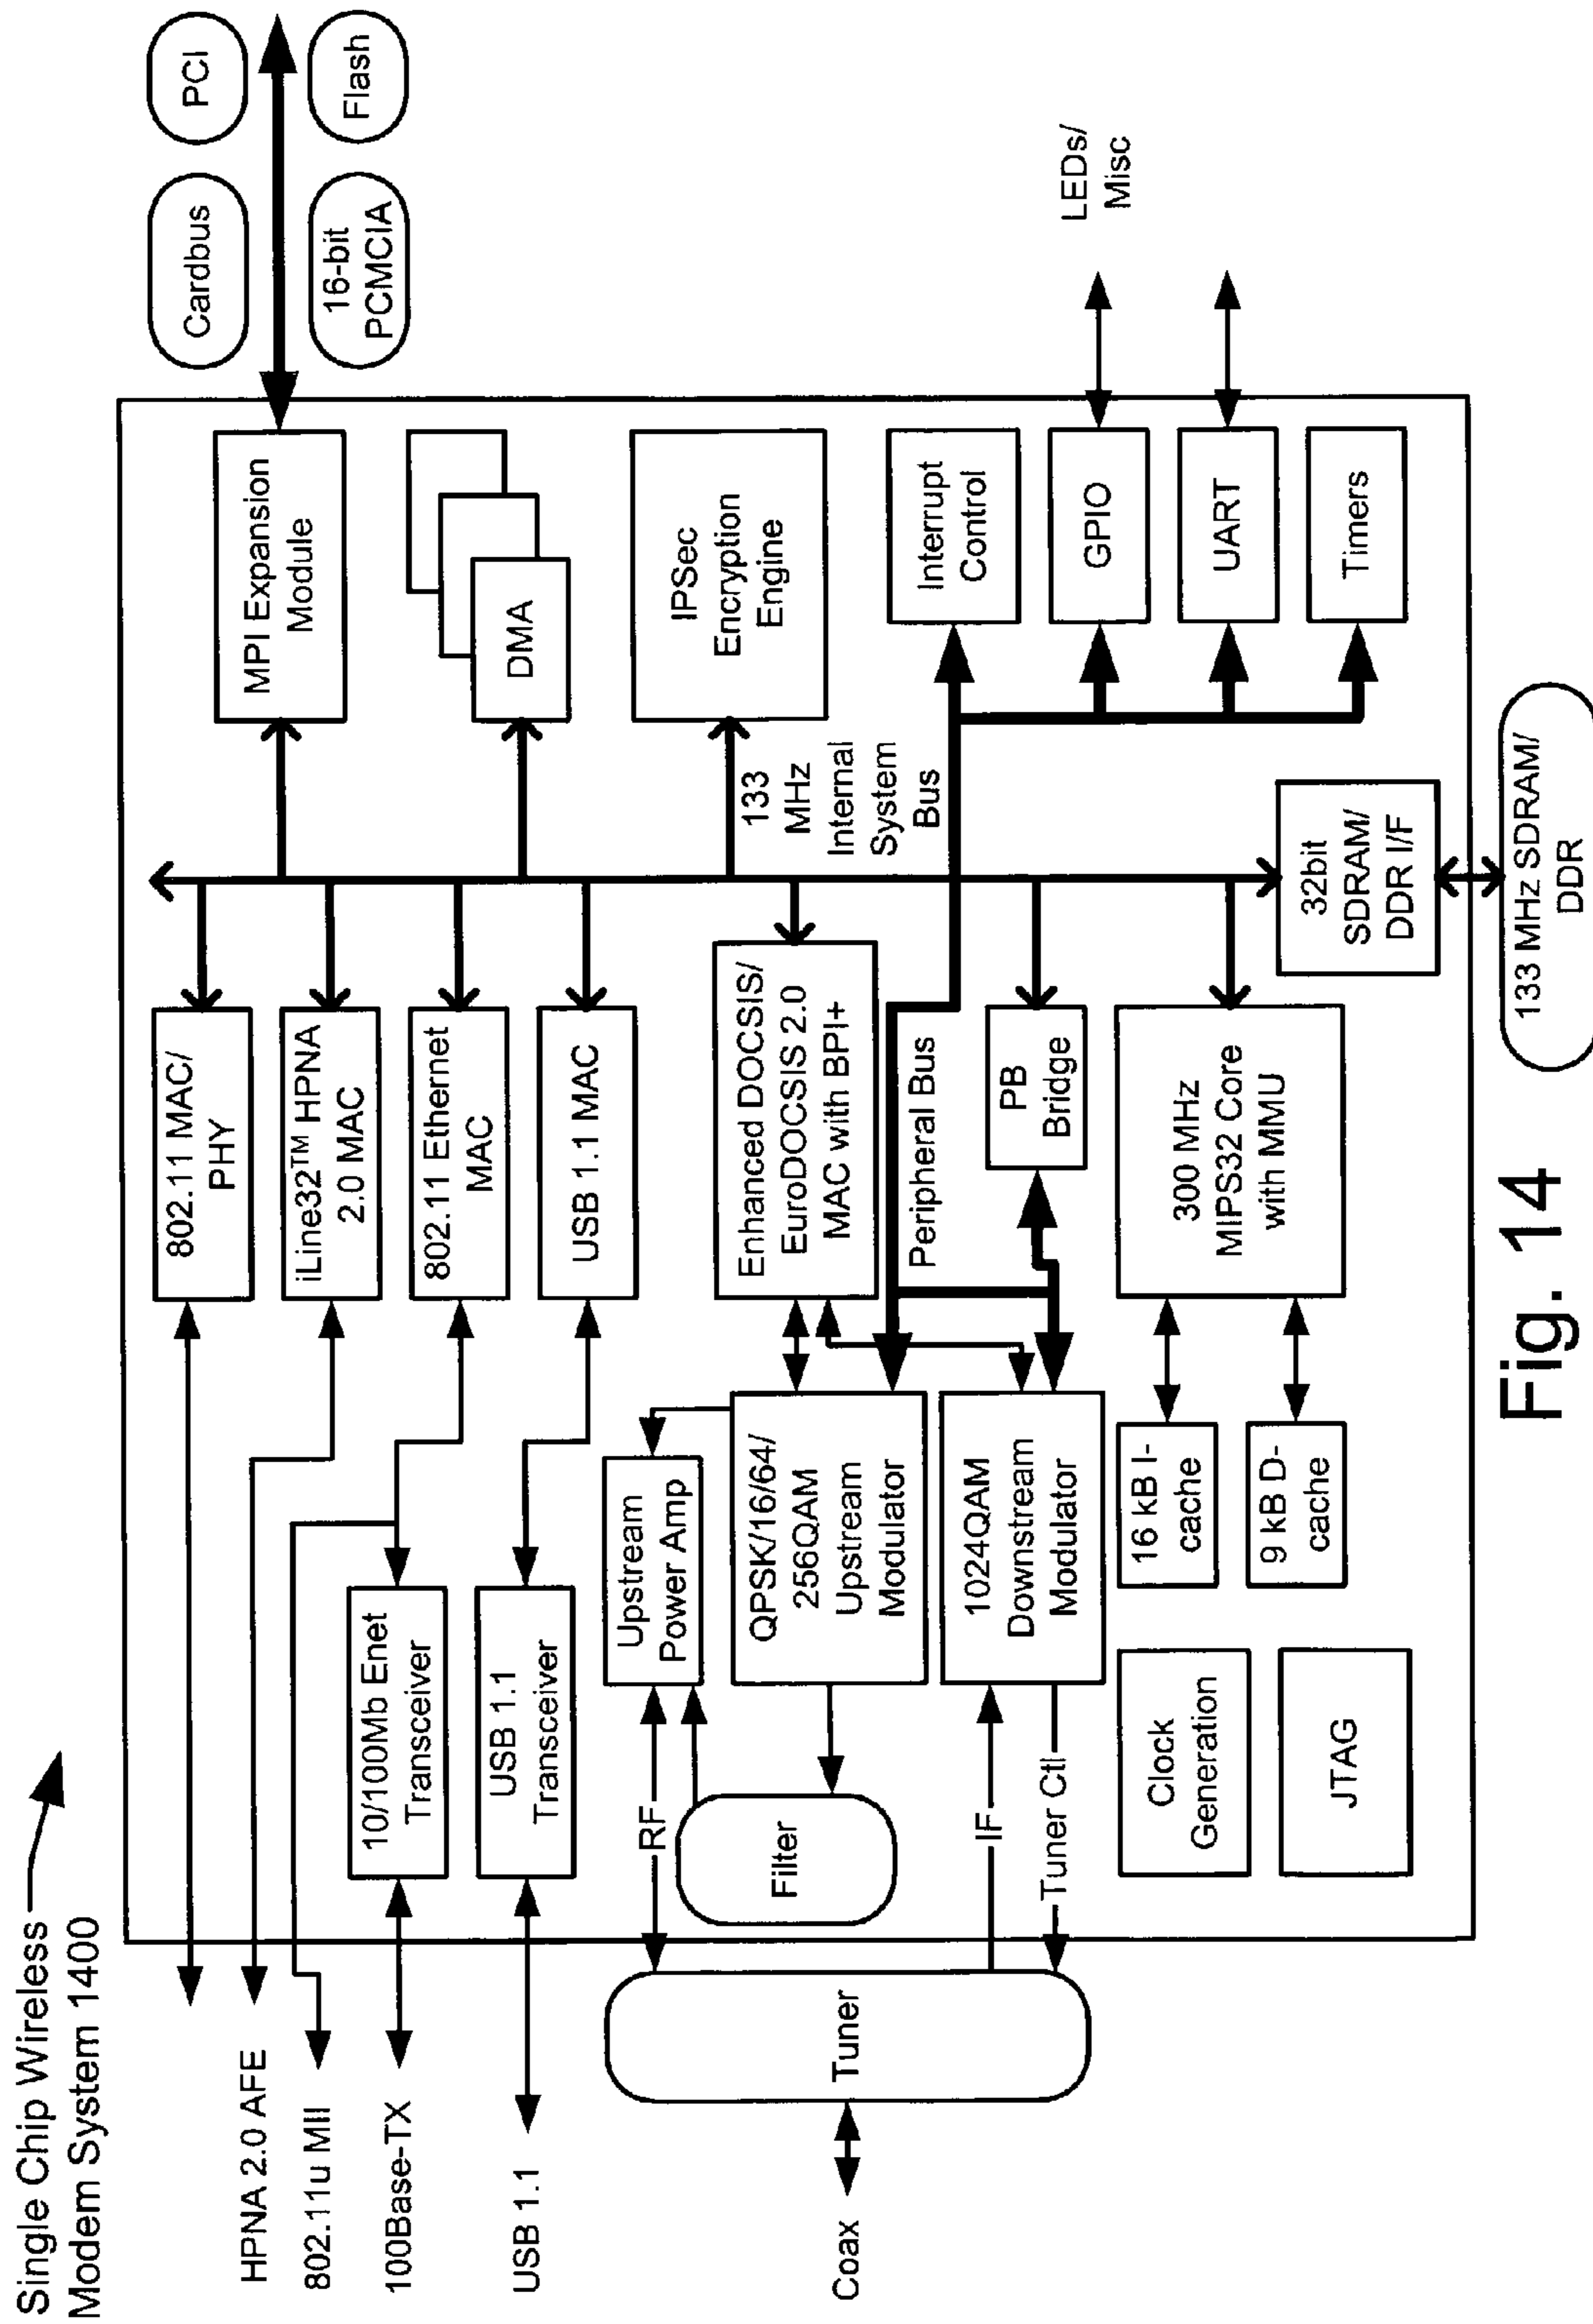 Single Chip Wireless
Modem System 1400
HPNA 2.0 AFE
802.11u MII
100Base-TX
USB 1.1
Coax
Tuner
RF
IF
Tuner Ctl
Filter
10/100Mb Enet
Transceiver
USB 1.1
Transceiver
Upstream
Power Amp
QPSK/16/64/
256QAM
Upstream
Modulator
1024QAM
Downstream
Modulator
Clock
Generation
JTAG
16 kB I-
cache
9 kB D-
cache
802.11 MAC/
PHY
iLine32™ HPNA
2.0 MAC
802.11 Ethernet
MAC
USB 1.1 MAC
Enhanced DOCSIS/
EuroDOCSIS 2.0
MAC with BPI+
Peripheral Bus
PB
Bridge
300 MHz
MIPS32 Core
with MMU
133
MHz
Internal
System
Bus
32bit
SDRAM/
DDR I/F
133 MHz SDRAM/
DDR
MPI Expansion
Module
DMA
IPSec
Encryption
Engine
Interrupt
Control
GPIO
UART
Timers
Cardbus
PCI
16-bit
PCMCIA
Flash
LEDs/
Misc
Fig. 14